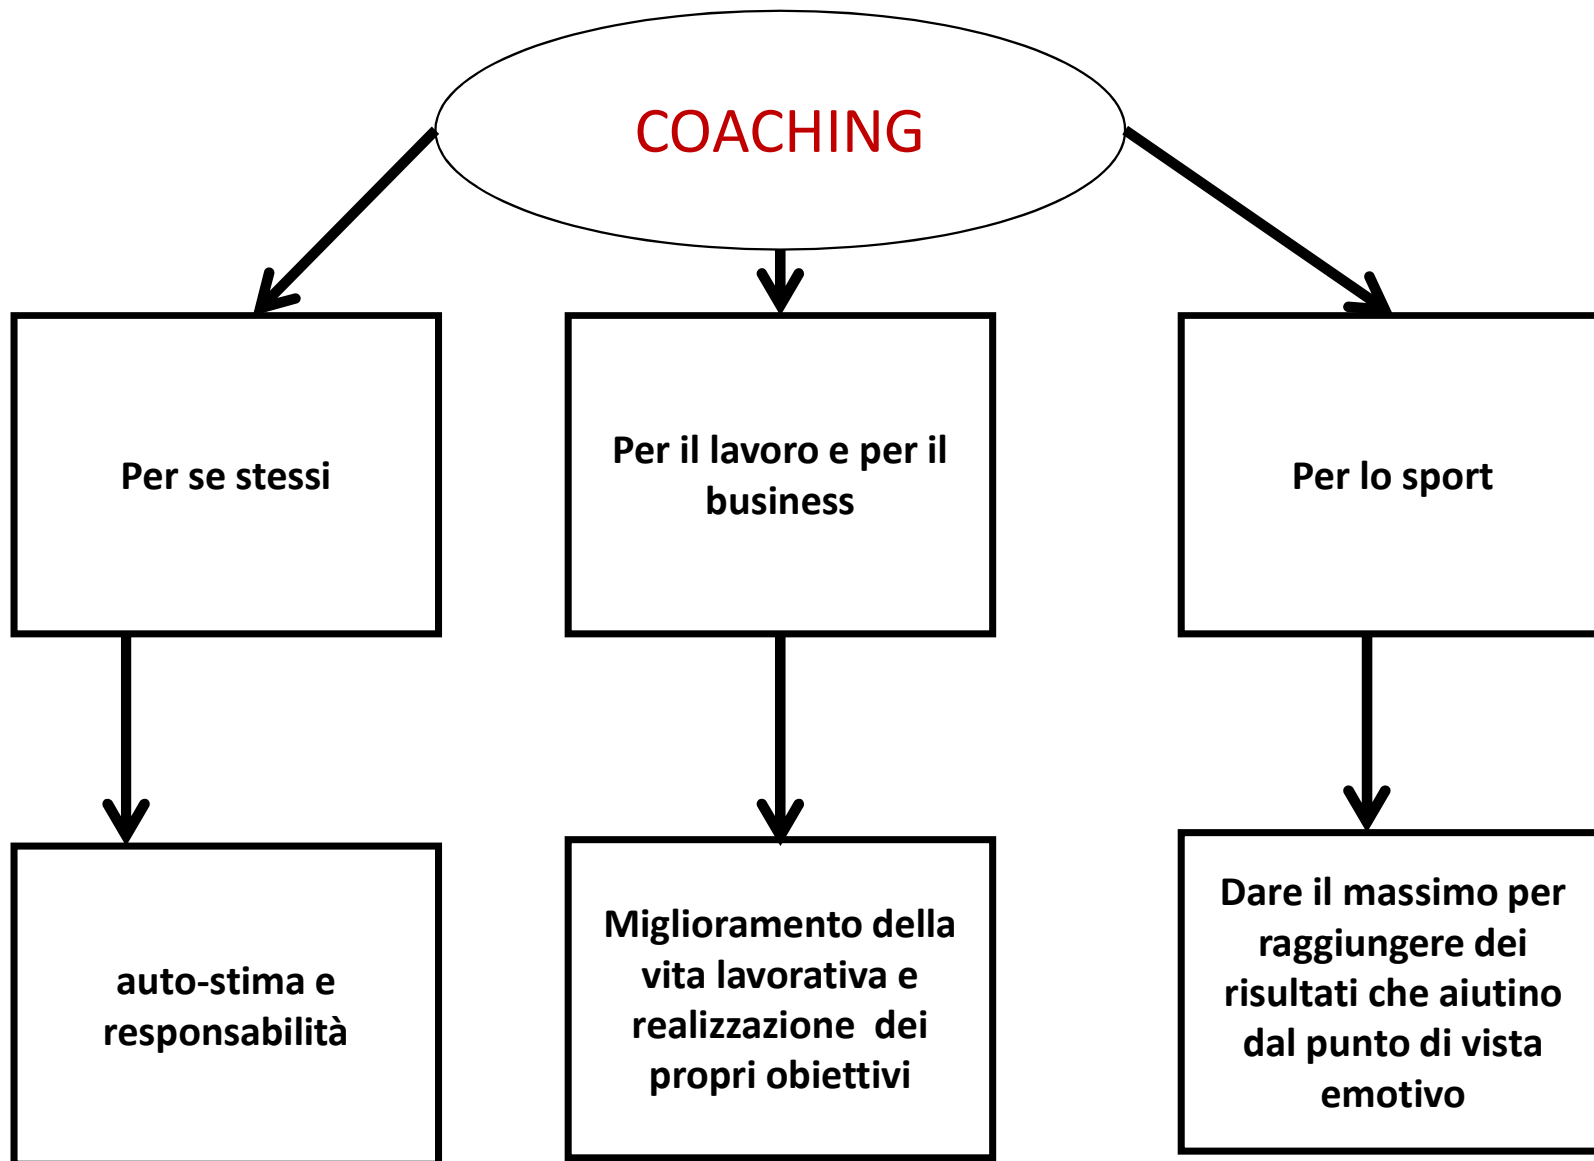 COACHING
Per se stessi
Per il lavoro e per il
business
Per lo sport
auto-stima e
responsabilità
Miglioramento della
vita lavorativa e
realizzazione  dei
propri obiettivi
Dare il massimo per
raggiungere dei
risultati che aiutino
dal punto di vista
emotivo